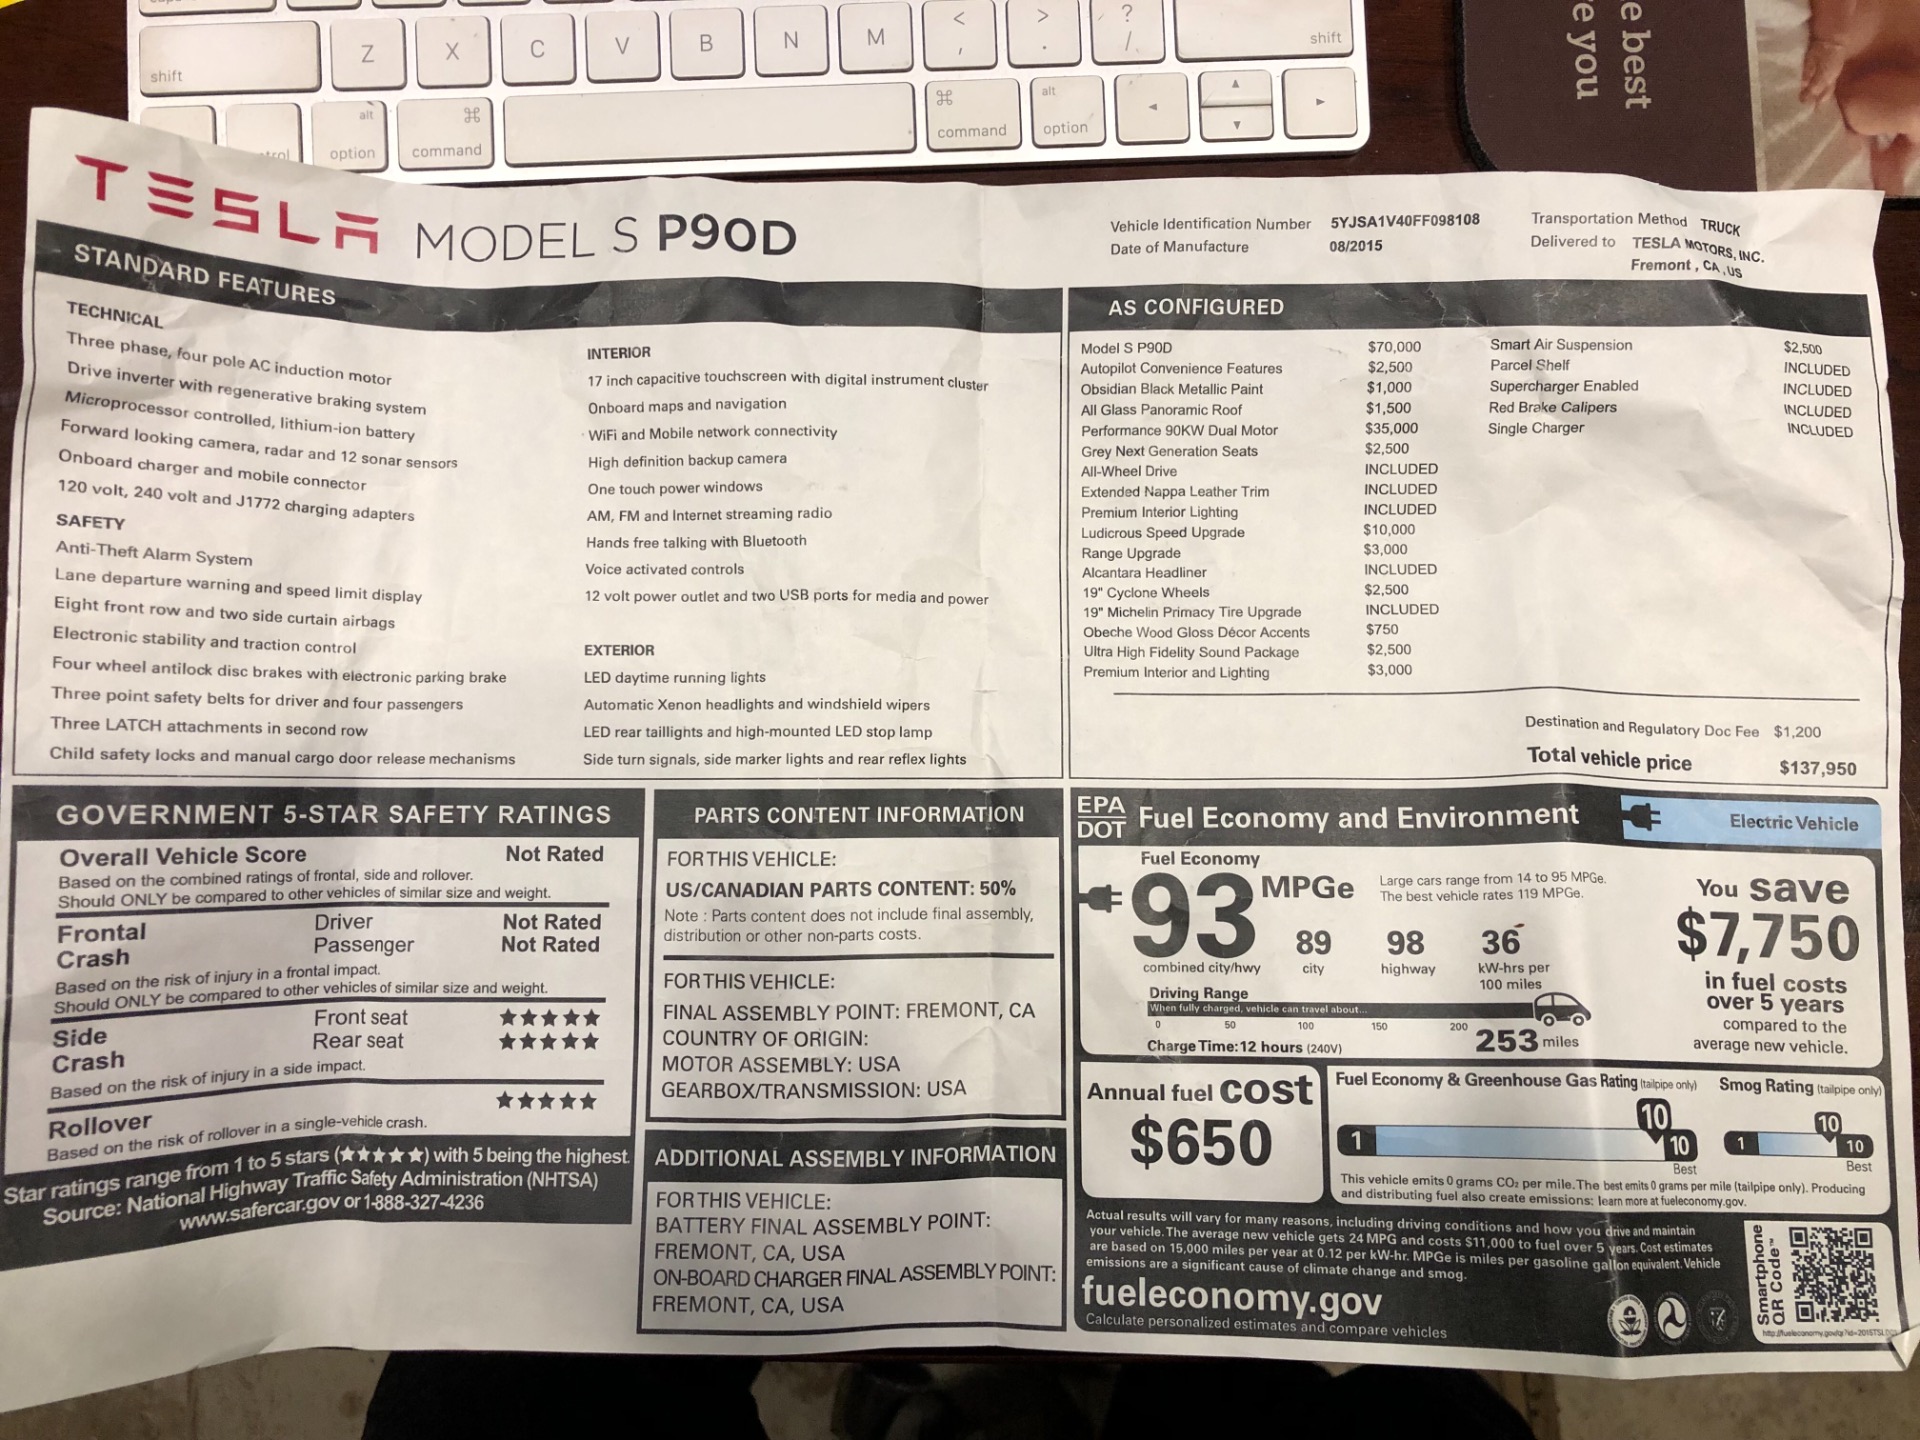 shift
Z
X
C
V
B
N
M
<
,
>
.
?
/
shift
alt
option
⌘
command
⌘
command
alt
option
e best
e you
TESLA MODEL S P90D
Vehicle Identification Number 5YJSA1V40FF098108
Date of Manufacture 08/2015
Transportation Method TRUCK
Delivered to TESLA MOTORS, INC.
Fremont , CA , US
STANDARD FEATURES
TECHNICAL
Three phase, four pole AC induction motor
Drive inverter with regenerative braking system
Microprocessor controlled, lithium-ion battery
Forward looking camera, radar and 12 sonar sensors
Onboard charger and mobile connector
120 volt, 240 volt and J1772 charging adapters
SAFETY
Anti-Theft Alarm System
Lane departure warning and speed limit display
Eight front row and two side curtain airbags
Electronic stability and traction control
Four wheel antilock disc brakes with electronic parking brake
Three point safety belts for driver and four passengers
Three LATCH attachments in second row
Child safety locks and manual cargo door release mechanisms
INTERIOR
17 inch capacitive touchscreen with digital instrument cluster
Onboard maps and navigation
WiFi and Mobile network connectivity
High definition backup camera
One touch power windows
AM, FM and Internet streaming radio
Hands free talking with Bluetooth
Voice activated controls
12 volt power outlet and two USB ports for media and power
EXTERIOR
LED daytime running lights
Automatic Xenon headlights and windshield wipers
LED rear taillights and high-mounted LED stop lamp
Side turn signals, side marker lights and rear reflex lights
AS CONFIGURED
Model S P90D $70,000
Autopilot Convenience Features $2,500
Obsidian Black Metallic Paint $1,000
All Glass Panoramic Roof $1,500
Performance 90KW Dual Motor $35,000
Grey Next Generation Seats $2,500
All-Wheel Drive INCLUDED
Extended Nappa Leather Trim INCLUDED
Premium Interior Lighting INCLUDED
Ludicrous Speed Upgrade $10,000
Range Upgrade $3,000
Alcantara Headliner INCLUDED
19" Cyclone Wheels $2,500
19" Michelin Primacy Tire Upgrade INCLUDED
Obeche Wood Gloss Décor Accents $750
Ultra High Fidelity Sound Package $2,500
Premium Interior and Lighting $3,000
Smart Air Suspension $2,500
Parcel Shelf INCLUDED
Supercharger Enabled INCLUDED
Red Brake Calipers INCLUDED
Single Charger INCLUDED
Destination and Regulatory Doc Fee $1,200
Total vehicle price $137,950
GOVERNMENT 5-STAR SAFETY RATINGS
Overall Vehicle Score Not Rated
Based on the combined ratings of frontal, side and rollover.
Should ONLY be compared to other vehicles of similar size and weight.
Frontal Crash Driver Not Rated
Passenger Not Rated
Based on the risk of injury in a frontal impact.
Should ONLY be compared to other vehicles of similar size and weight.
Side Crash Front seat ★★★★★
Rear seat ★★★★★
Based on the risk of injury in a side impact.
Rollover ★★★★★
Based on the risk of rollover in a single-vehicle crash.
Star ratings range from 1 to 5 stars (★★★★★) with 5 being the highest.
Source: National Highway Traffic Safety Administration (NHTSA)
www.safercar.gov or 1-888-327-4236
PARTS CONTENT INFORMATION
FOR THIS VEHICLE:
US/CANADIAN PARTS CONTENT: 50%
Note : Parts content does not include final assembly,
distribution or other non-parts costs.
FOR THIS VEHICLE:
FINAL ASSEMBLY POINT: FREMONT, CA
COUNTRY OF ORIGIN:
MOTOR ASSEMBLY: USA
GEARBOX/TRANSMISSION: USA
ADDITIONAL ASSEMBLY INFORMATION
FOR THIS VEHICLE:
BATTERY FINAL ASSEMBLY POINT:
FREMONT, CA, USA
ON-BOARD CHARGER FINAL ASSEMBLY POINT:
FREMONT, CA, USA
EPA
DOT
Fuel Economy and Environment
Electric Vehicle
Fuel Economy
93 MPGe
combined city/hwy
Large cars range from 14 to 95 MPGe.
The best vehicle rates 119 MPGe.
89
city
98
highway
36
kW-hrs per
100 miles
Driving Range
When fully charged, vehicle can travel about...
0 50 100 150 200
253 miles
Charge Time: 12 hours (240V)
You save
$7,750
in fuel costs
over 5 years
compared to the
average new vehicle.
Annual fuel cost
$650
Fuel Economy & Greenhouse Gas Rating (tailpipe only)
10
1 10
Best
Smog Rating (tailpipe only)
10
1 10
Best
This vehicle emits 0 grams CO₂ per mile. The best emits 0 grams per mile (tailpipe only). Producing
and distributing fuel also create emissions; learn more at fueleconomy.gov.
Actual results will vary for many reasons, including driving conditions and how you drive and maintain
your vehicle. The average new vehicle gets 24 MPG and costs $11,000 to fuel over 5 years. Cost estimates
are based on 15,000 miles per year at 0.12 per kW-hr. MPGe is miles per gasoline gallon equivalent. Vehicle
emissions are a significant cause of climate change and smog.
fueleconomy.gov
Calculate personalized estimates and compare vehicles
Smartphone
QR Code™